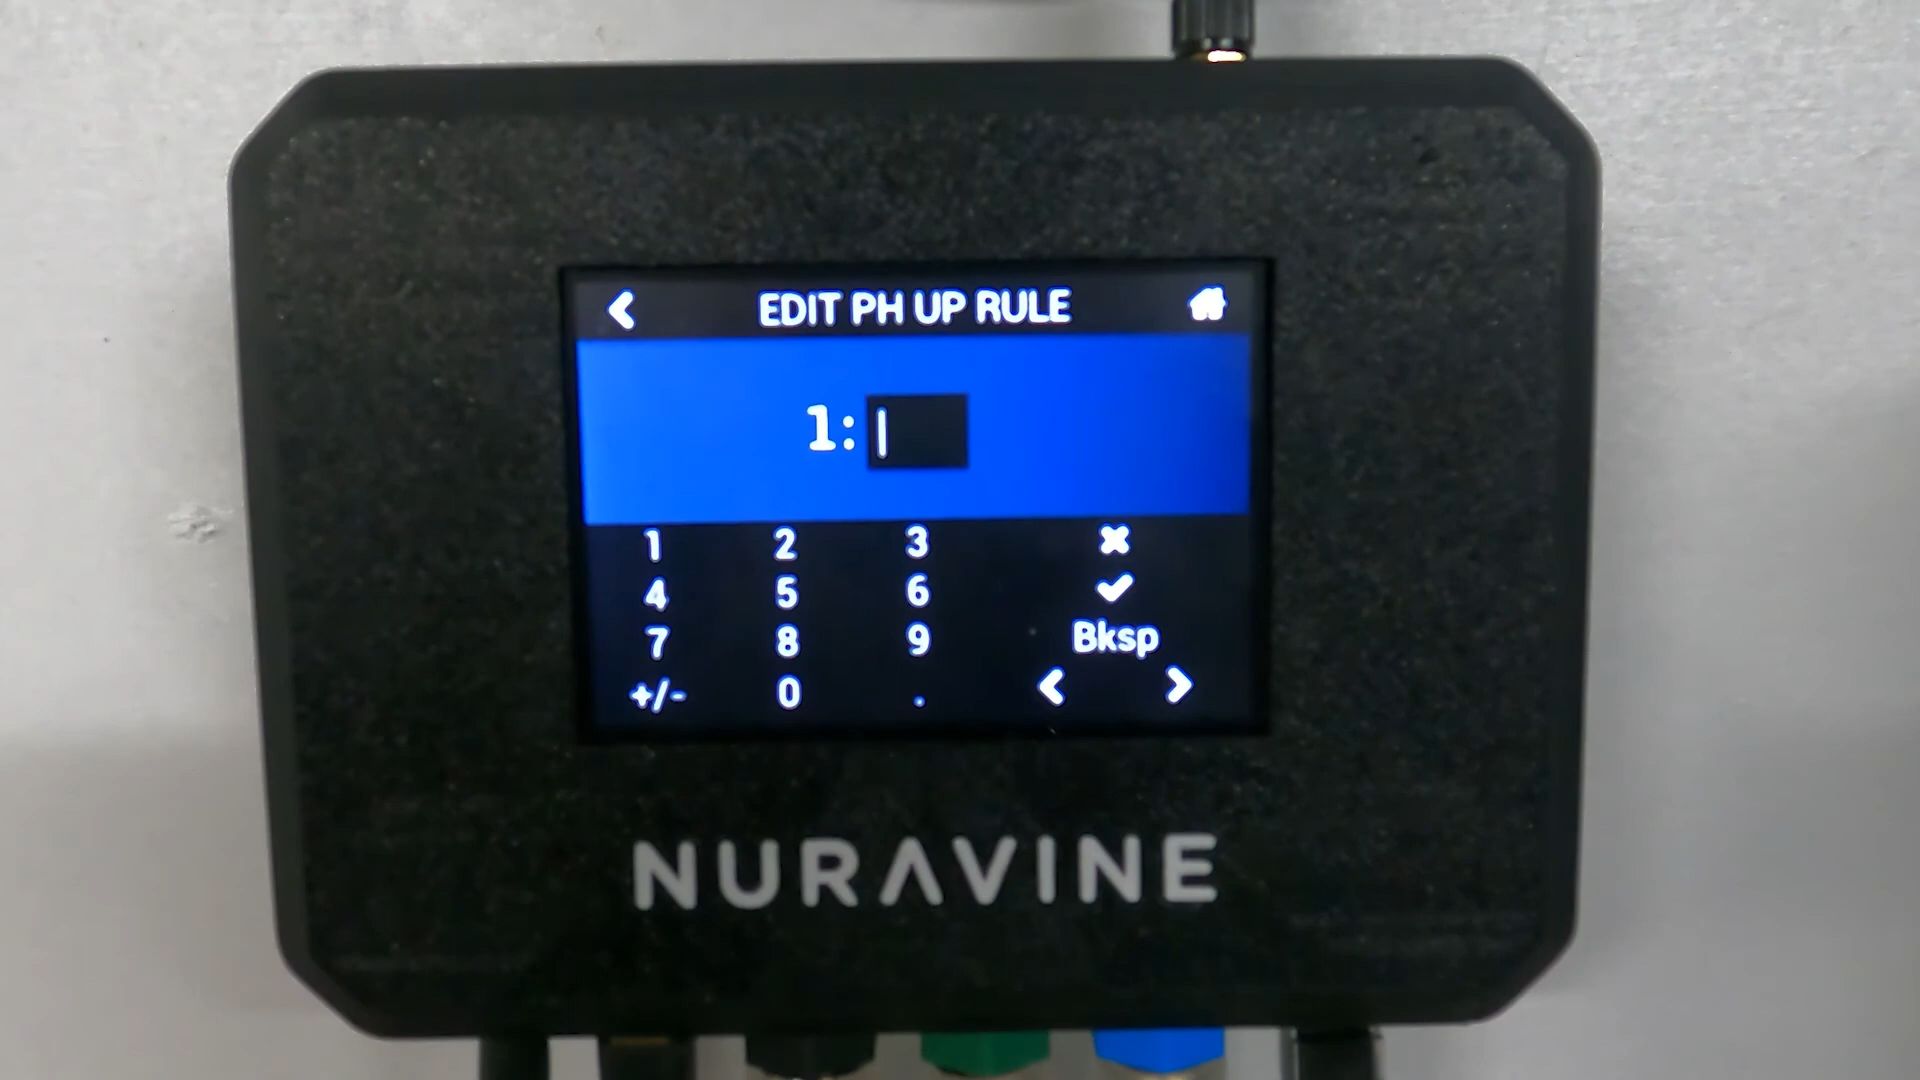 EDIT PH UP RULE
1:
1 2 3
4 5 6
7 8 9 Bksp
+/- 0 .
NURAVINE